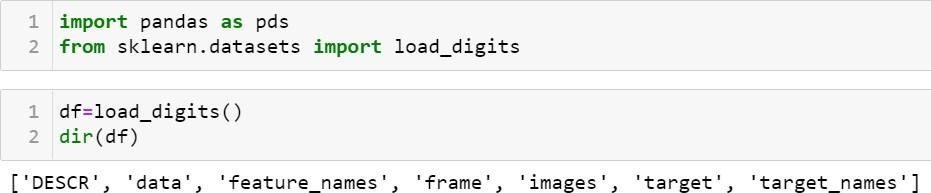 1 import pandas as pds
2 from sklearn.datasets import load_digits
1 df=load_digits()
2 dir(df)
['DESCR', 'data', 'feature_names', 'frame', 'images', 'target', 'target_names']